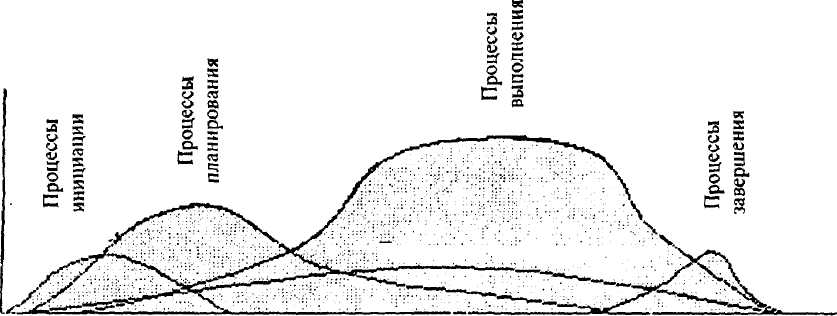 Процессы
инициации
Процессы
планирования
Процессы
выполнения
Процессы
завершения